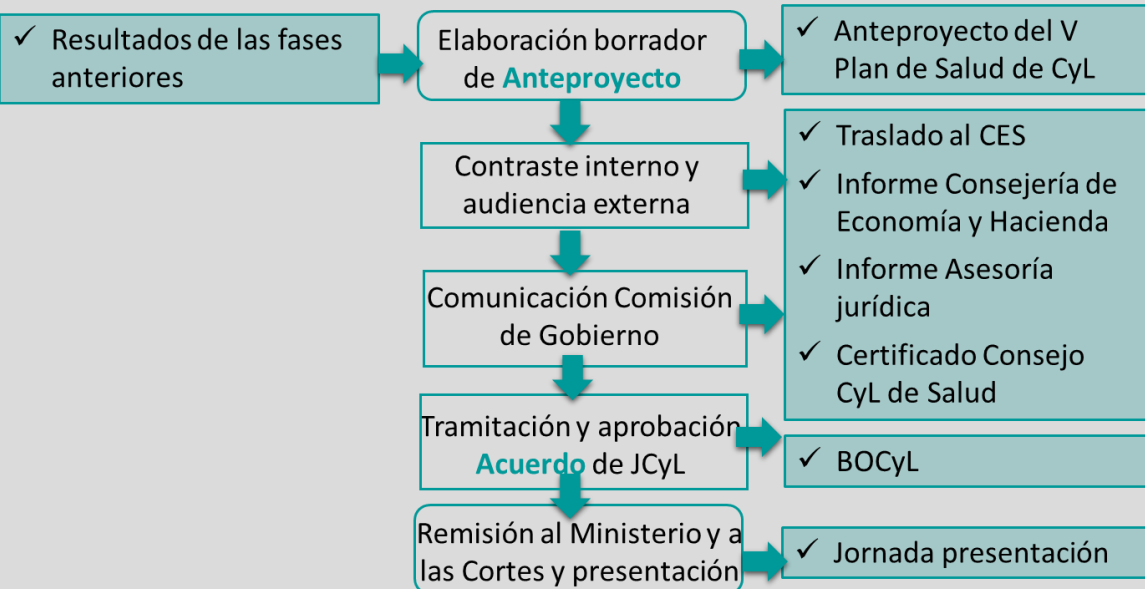 ✓ Resultados de las fases
anteriores
Elaboración borrador
de Anteproyecto
✓ Anteproyecto del V
Plan de Salud de CyL
Contraste interno y
audiencia externa
✓ Traslado al CES
✓ Informe Consejería de
Economía y Hacienda
✓ Informe Asesoría
jurídica
✓ Certificado Consejo
CyL de Salud
Comunicación Comisión
de Gobierno
Tramitación y aprobación
Acuerdo de JCyL
✓ BOCyL
Remisión al Ministerio y a
las Cortes y presentación
✓ Jornada presentación